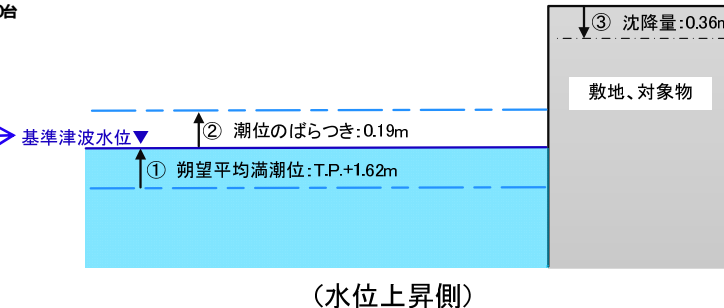 台
③ 沈降量:0.36m
敷地、対象物
② 潮位のばらつき:0.19m
基準津波水位▼
① 朔望平均満潮位:T.P.+1.62m
(水位上昇側)